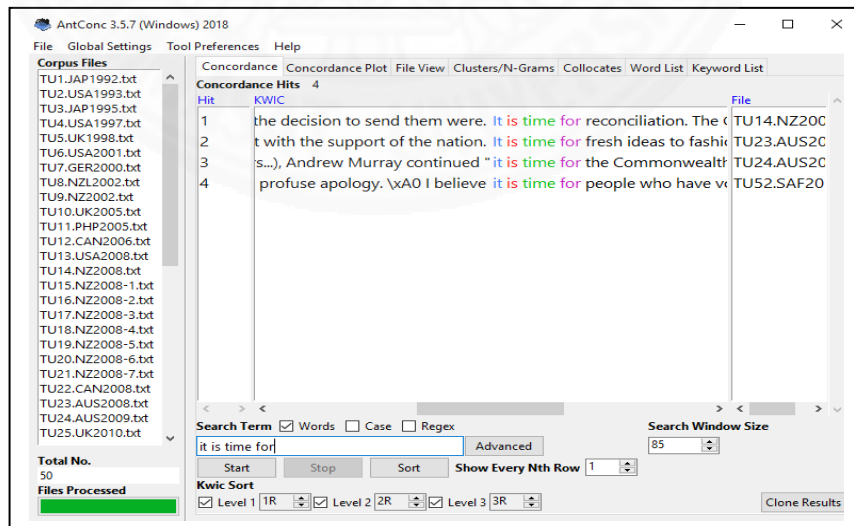 AntConc 3.5.7 (Windows) 2018
File Global Settings Tool Preferences Help
Corpus Files
TU1.JAP1992.txt
TU2.USA1993.txt
TU3.JAP1995.txt
TU4.USA1997.txt
TU5.UK1998.txt
TU6.USA2001.txt
TU7.GER2000.txt
TU8.NZL2002.txt
TU9.NZ2002.txt
TU10.UK2005.txt
TU11.PHP2005.txt
TU12.CAN2006.txt
TU13.USA2008.txt
TU14.NZ2008.txt
TU15.NZ2008-1.txt
TU16.NZ2008-2.txt
TU17.NZ2008-3.txt
TU18.NZ2008-4.txt
TU19.NZ2008-5.txt
TU20.NZ2008-6.txt
TU21.NZ2008-7.txt
TU22.CAN2008.txt
TU23.AUS2008.txt
TU24.AUS2009.txt
TU25.UK2010.txt
Total No.
50
Files Processed
Concordance Concordance Plot File View Clusters/N-Grams Collocates Word List Keyword List
Concordance Hits 4
Hit KWIC File
1 the decision to send them were. It is time for reconciliation. The TU14.NZ200
2 t with the support of the nation. It is time for fresh ideas to fashi TU23.AUS20
3 's...), Andrew Murray continued "it is time for the Commonwealth TU24.AUS20
4 profuse apology. \xA0 I believe it is time for people who have vo TU52.SAF20
Search Term Words Case Regex Search Window Size
it is time for Advanced 85
Start Stop Sort Show Every Nth Row 1
Kwic Sort
Level 1 1R Level 2 2R Level 3 3R Clone Results